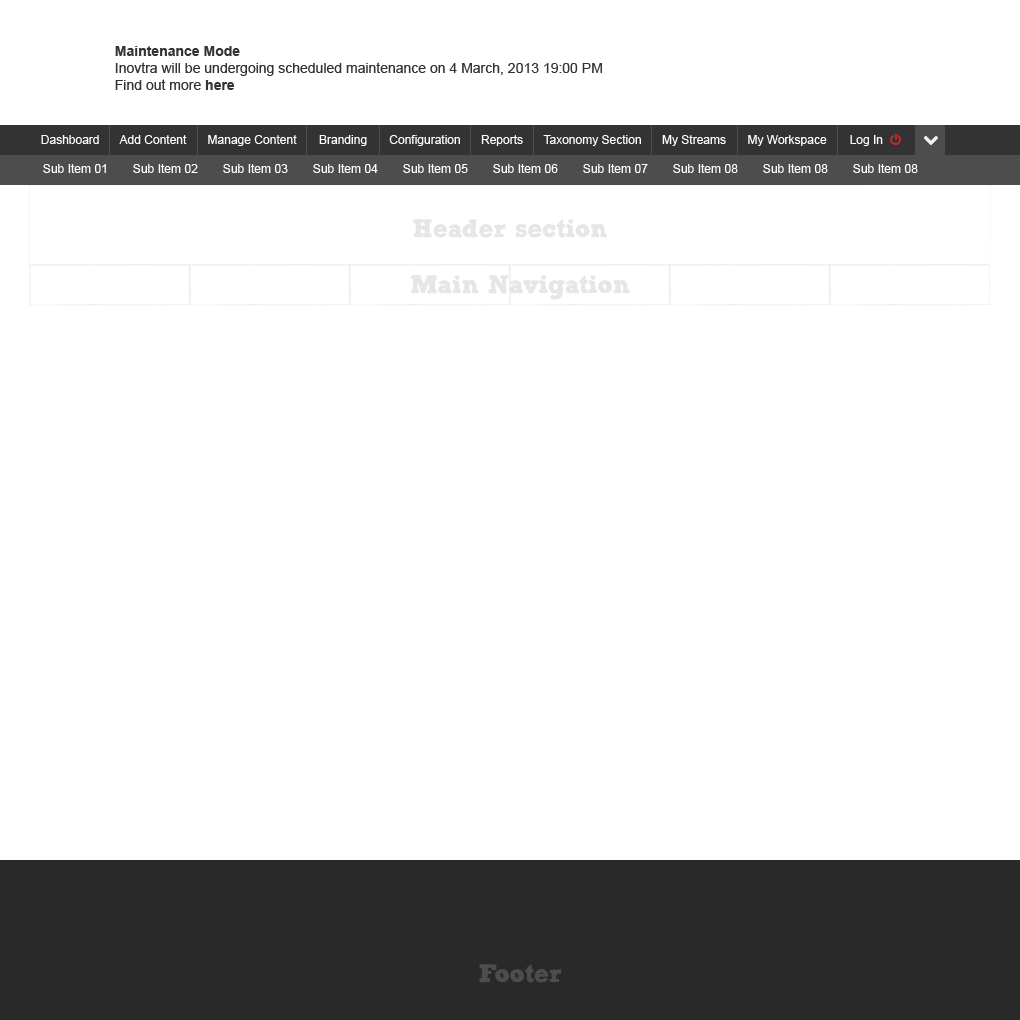 Maintenance Mode
Inovtra will be undergoing scheduled maintenance on 4 March, 2013 19:00 PM
Find out more here
Dashboard Add Content Manage Content Branding Configuration Reports Taxonomy Section My Streams My Workspace Log In
Sub Item 01 Sub Item 02 Sub Item 03 Sub Item 04 Sub Item 05 Sub Item 06 Sub Item 07 Sub Item 08 Sub Item 08 Sub Item 08
Header section
Main Navigation
Footer